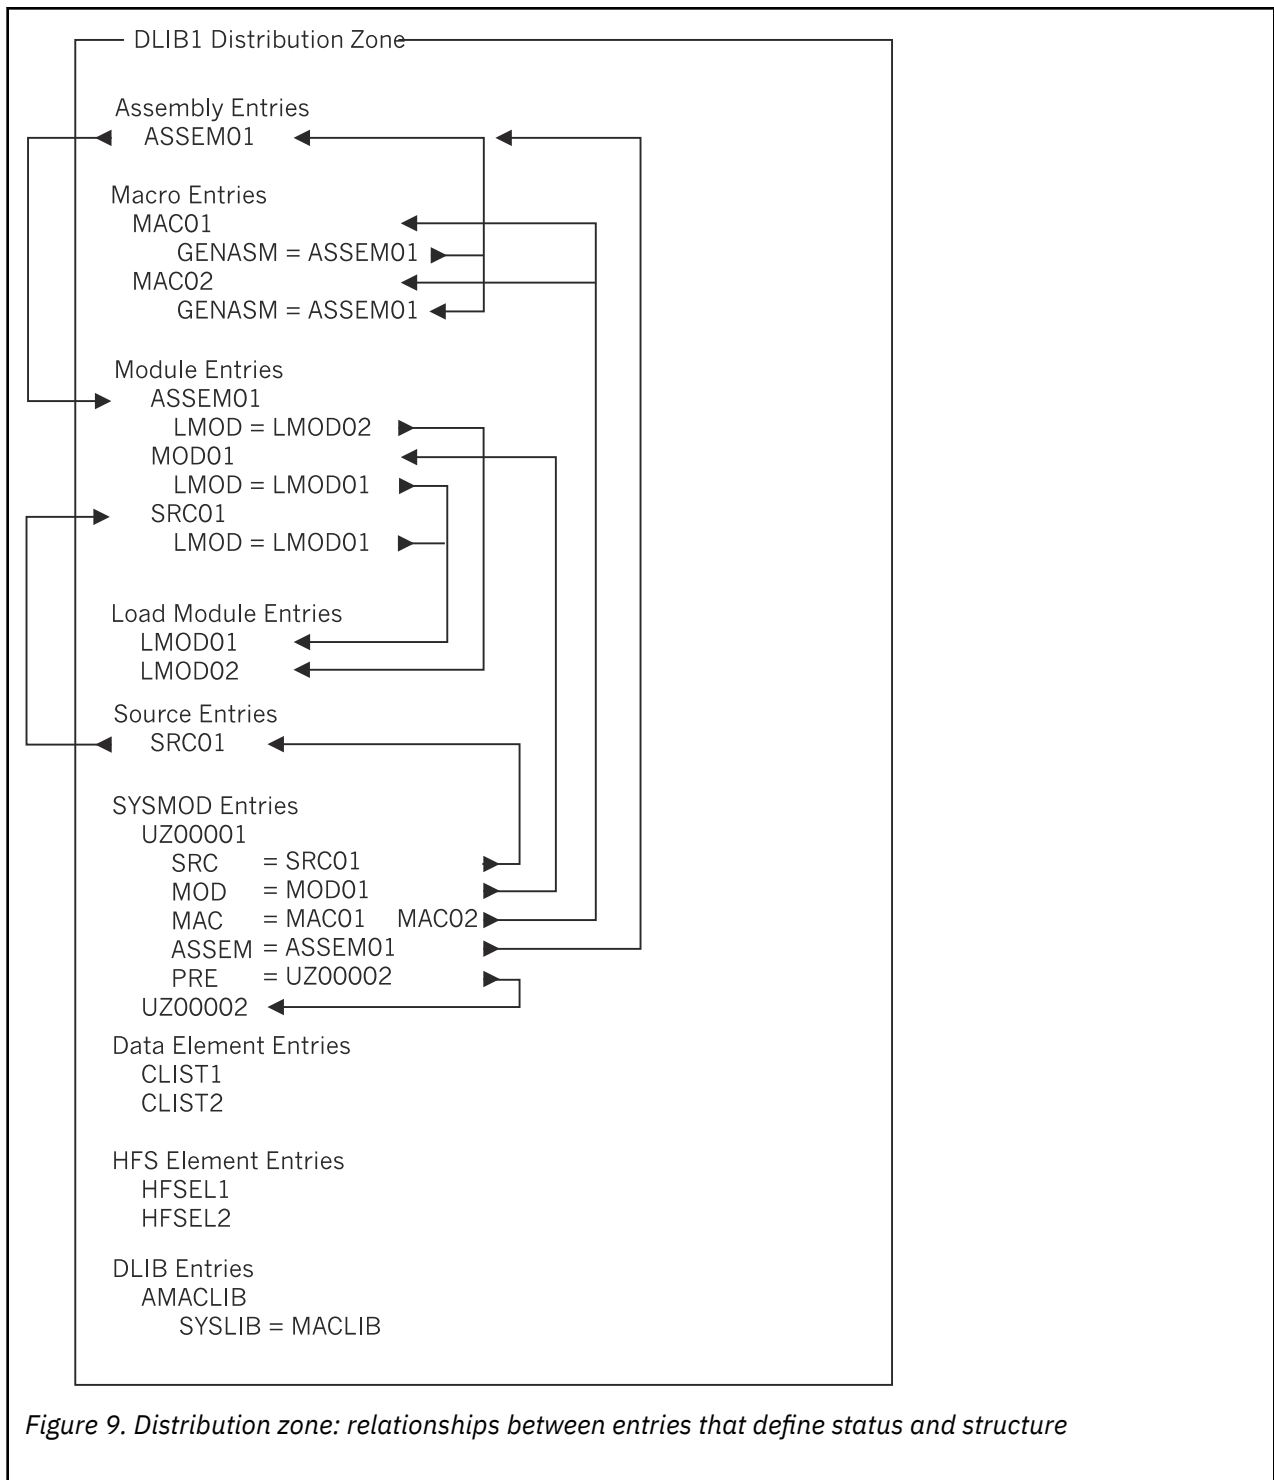 DLIB1 Distribution Zone
Assembly Entries
ASSEM01
Macro Entries
MAC01
GENASM = ASSEM01
MAC02
GENASM = ASSEM01
Module Entries
ASSEM01
LMOD = LMOD02
MOD01
LMOD = LMOD01
SRC01
LMOD = LMOD01
Load Module Entries
LMOD01
LMOD02
Source Entries
SRC01
SYSMOD Entries
UZ00001
SRC = SRC01
MOD = MOD01
MAC = MAC01 MAC02
ASSEM = ASSEM01
PRE = UZ00002
UZ00002
Data Element Entries
CLIST1
CLIST2
HFS Element Entries
HFSEL1
HFSEL2
DLIB Entries
AMACLIB
SYSLIB = MACLIB
Figure 9. Distribution zone: relationships between entries that define status and structure